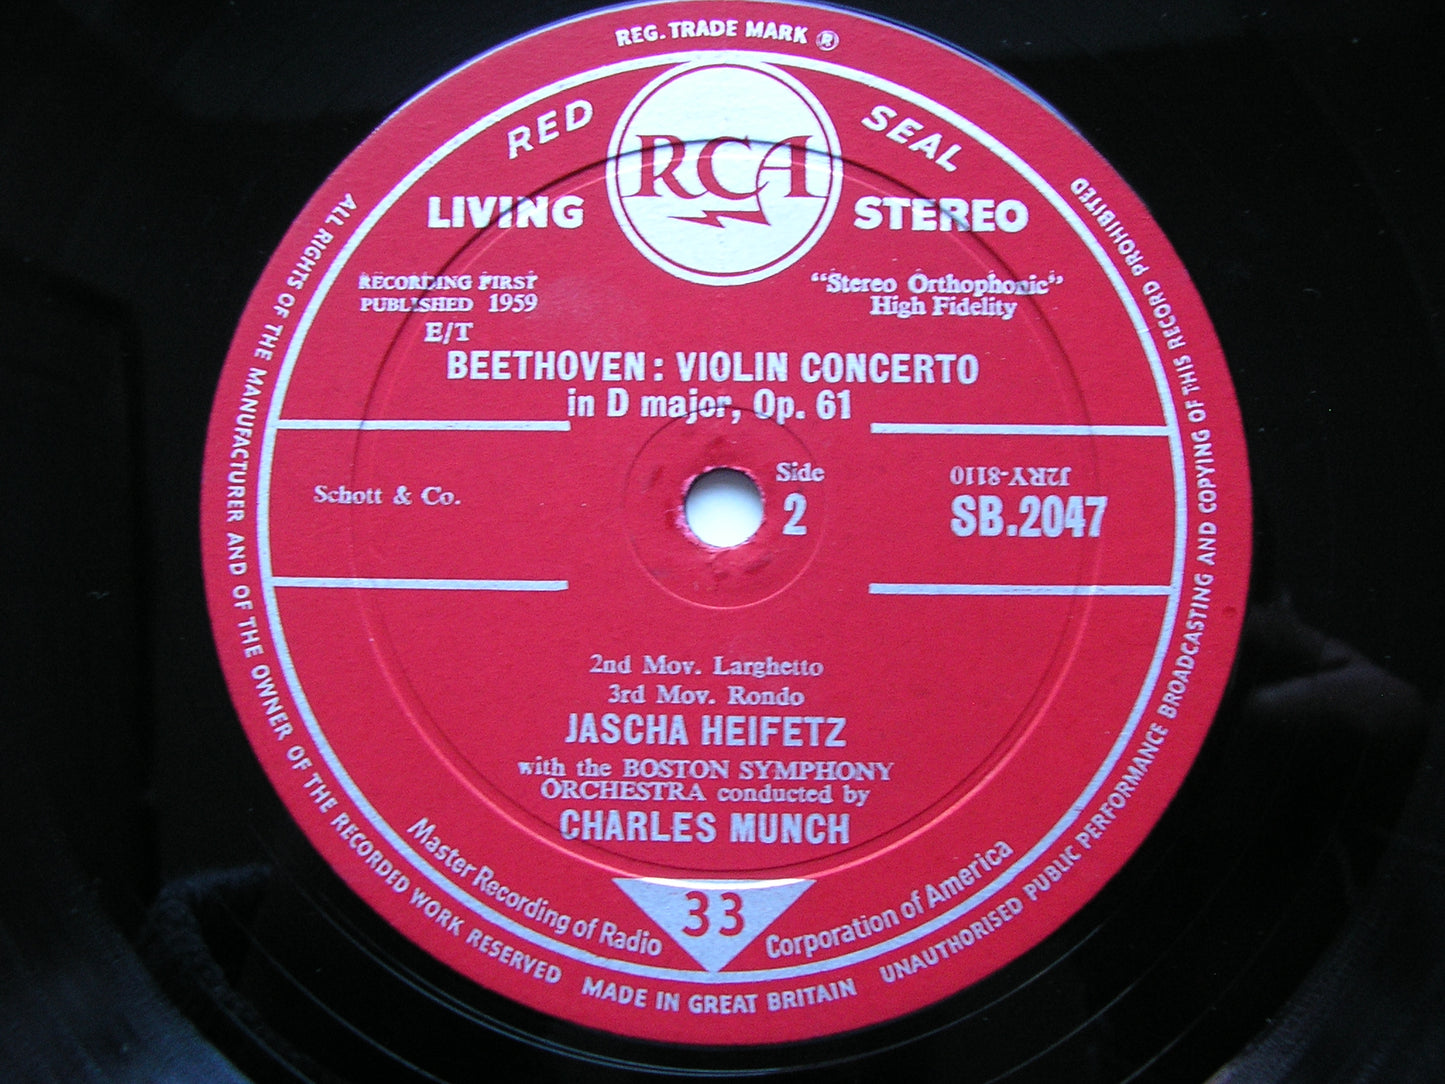 REG. TRADE MARK ®
RED SEAL
RCA
LIVING STEREO
RECORDING FIRST
PUBLISHED 1959
E/T
"Stereo Orthophonic"
High Fidelity
BEETHOVEN: VIOLIN CONCERTO
in D major, Op. 61
Schott & Co.
Side
2
J2RY-8110
SB.2047
2nd Mov. Larghetto
3rd Mov. Rondo
JASCHA HEIFETZ
with the BOSTON SYMPHONY
ORCHESTRA conducted by
CHARLES MUNCH
33
Master Recording of Radio Corporation of America
ALL RIGHTS OF THE MANUFACTURER AND OF THE OWNER OF THE RECORDED WORK RESERVED
MADE IN GREAT BRITAIN
UNAUTHORISED PUBLIC PERFORMANCE BROADCASTING AND COPYING OF THIS RECORD PROHIBITED